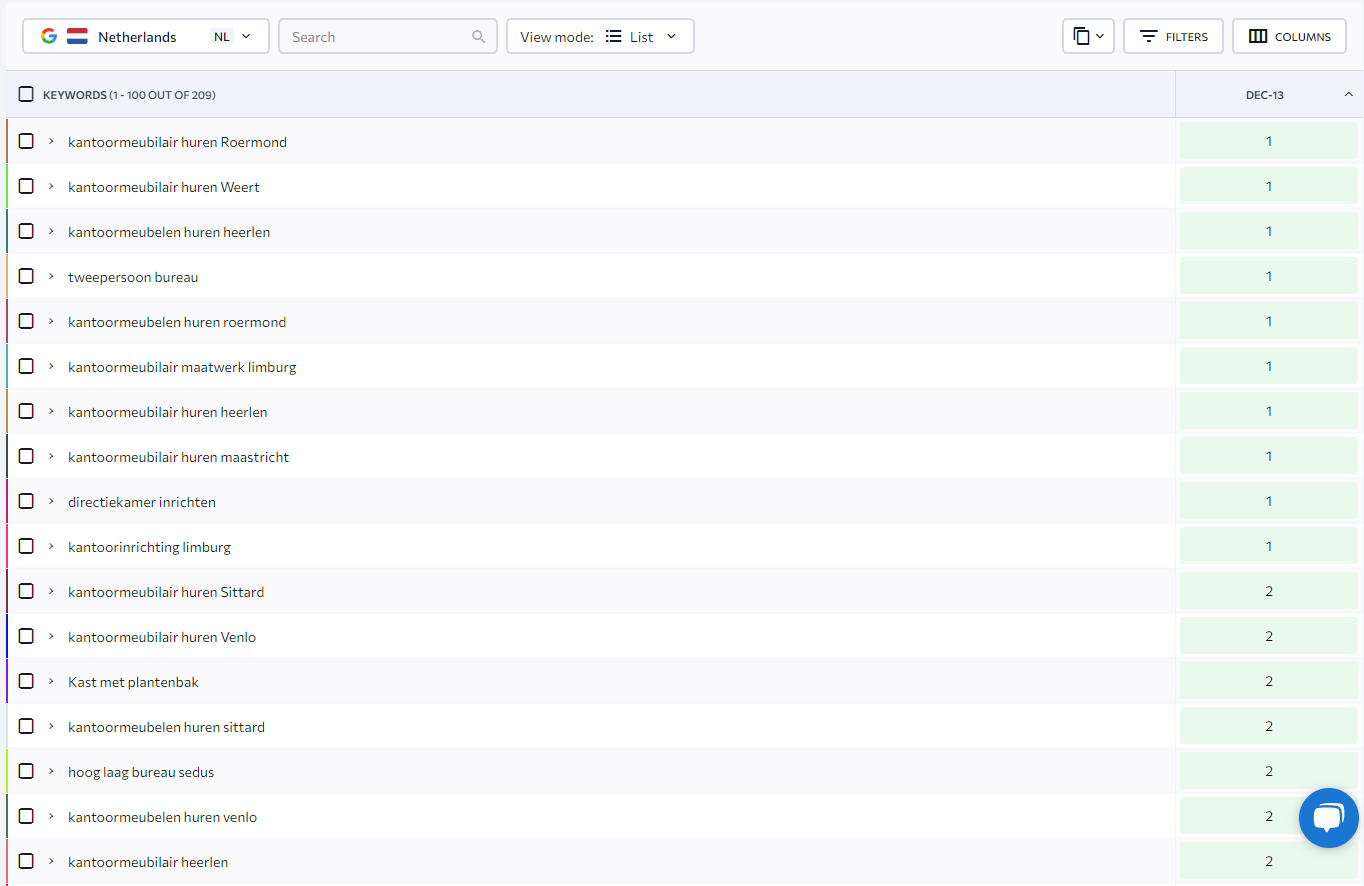 Netherlands NL Search View mode: List FILTERS COLUMNS
KEYWORDS (1 - 100 OUT OF 209) DEC-13
kantoormeubilair huren Roermond 1
kantoormeubilair huren Weert 1
kantoormeubelen huren heerlen 1
tweepersoon bureau 1
kantoormeubelen huren roermond 1
kantoormeubilair maatwerk limburg 1
kantoormeubilair huren heerlen 1
kantoormeubilair huren maastricht 1
directiekamer inrichten 1
kantoorinrichting limburg 1
kantoormeubilair huren Sittard 2
kantoormeubilair huren Venlo 2
Kast met plantenbak 2
kantoormeubelen huren sittard 2
hoog laag bureau sedus 2
kantoormeubelen huren venlo 2
kantoormeubilair heerlen 2